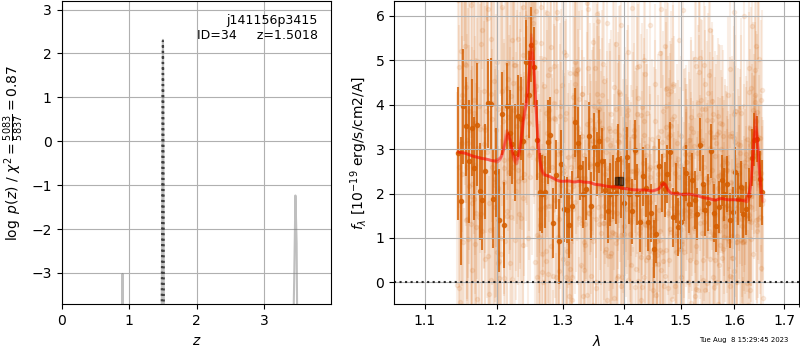 j141156p3415
ID=34 z=1.5018
log p(z) / χ² = 5083/5837 = 0.87
3
2
1
0
−1
−2
−3
0 1 2 3
z
fλ [10⁻¹⁹ erg/s/cm2/A]
6
5
4
3
2
1
0
1.1 1.2 1.3 1.4 1.5 1.6 1.7
λ
Tue Aug 8 15:29:45 2023